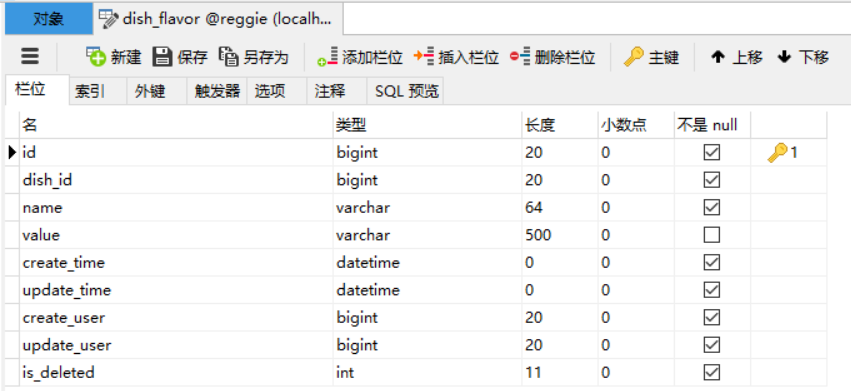 对象 dish_flavor @reggie (localh...
新建 保存 另存为 添加栏位 插入栏位 删除栏位 主键 上移 下移
栏位 索引 外键 触发器 选项 注释 SQL 预览
名 类型 长度 小数点 不是 null
id bigint 20 0 1
dish_id bigint 20 0
name varchar 64 0
value varchar 500 0
create_time datetime 0 0
update_time datetime 0 0
create_user bigint 20 0
update_user bigint 20 0
is_deleted int 11 0